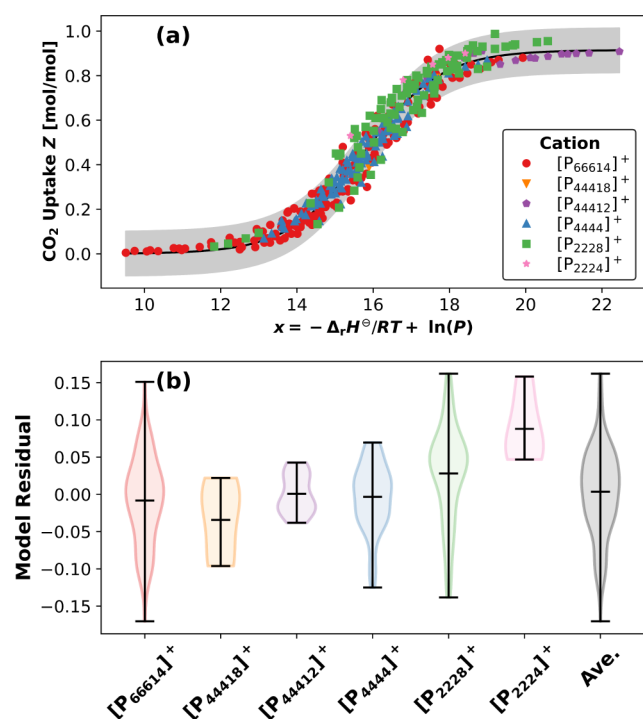 (a)
CO₂ Uptake Z [mol/mol]
1.0
0.8
0.6
0.4
0.2
0.0
Cation
[P₆₆₆₁₄]⁺
[P₄₄₄₁₈]⁺
[P₄₄₄₁₂]⁺
[P₄₄₄₄]⁺
[P₂₂₂₈]⁺
[P₂₂₂₄]⁺
10 12 14 16 18 20 22
x = − ΔᵣH⊖/RT + ln(P)
(b)
Model Residual
0.15
0.10
0.05
0.00
−0.05
−0.10
−0.15
[P₆₆₆₁₄]⁺ [P₄₄₄₁₈]⁺ [P₄₄₄₁₂]⁺ [P₄₄₄₄]⁺ [P₂₂₂₈]⁺ [P₂₂₂₄]⁺ Ave.